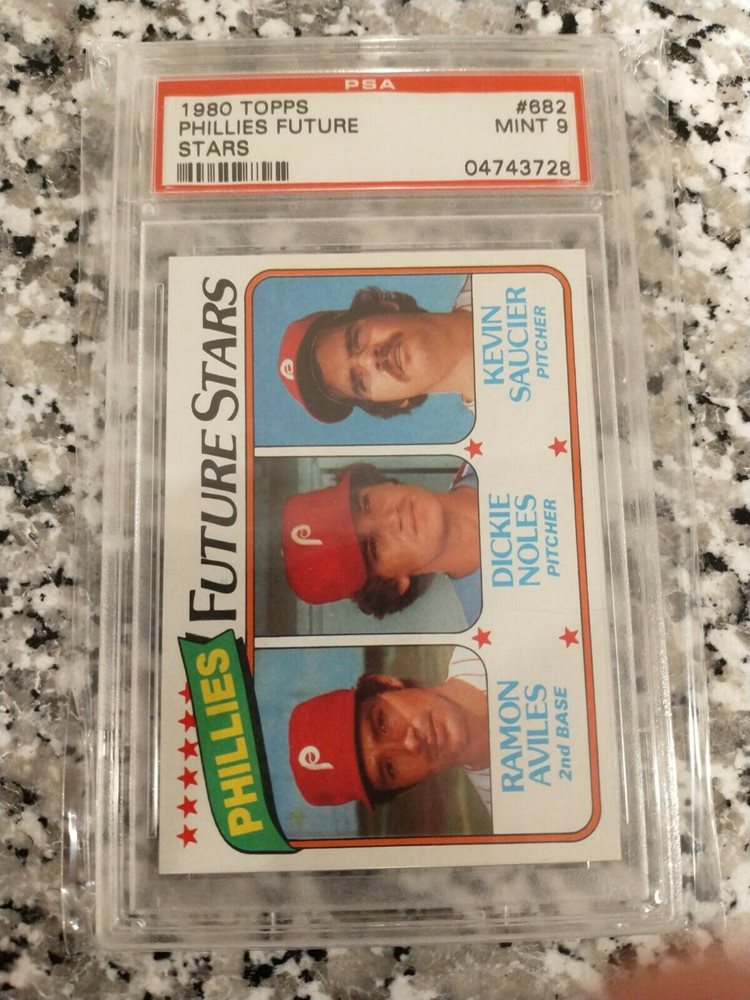 PSA
1980 TOPPS #682
PHILLIES FUTURE MINT 9
STARS
04743728
PHILLIES FUTURE STARS
P
P
P
RAMON
AVILES
2nd BASE
DICKIE
NOLES
PITCHER
KEVIN
SAUCIER
PITCHER